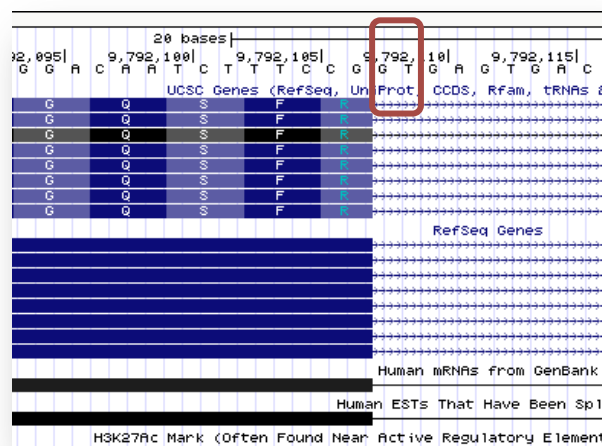 20 bases
92,095| 9,792,100| 9,792,105| 9,792,110| 9,792,115|
G G A C A A T C T T T C C G G G T G A G T G A C
UCSC Genes (RefSeq, UniProt, CCDS, Rfam, tRNAs &
G Q S F R
G Q S F R
G Q S F R
G Q S F R
G Q S F R
G Q S F R
G Q S F R
G Q S F R
RefSeq Genes
Human mRNAs from GenBank
Human ESTs That Have Been Spl
H3K27Ac Mark (Often Found Near Active Regulatory Element